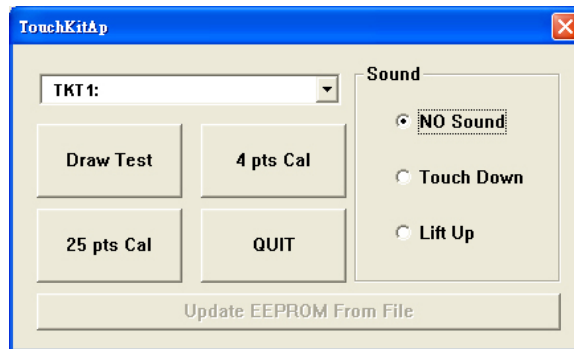 TouchKitAp
TKT1:
Sound
NO Sound
Draw Test
4 pts Cal
Touch Down
25 pts Cal
QUIT
Lift Up
Update EEPROM From File